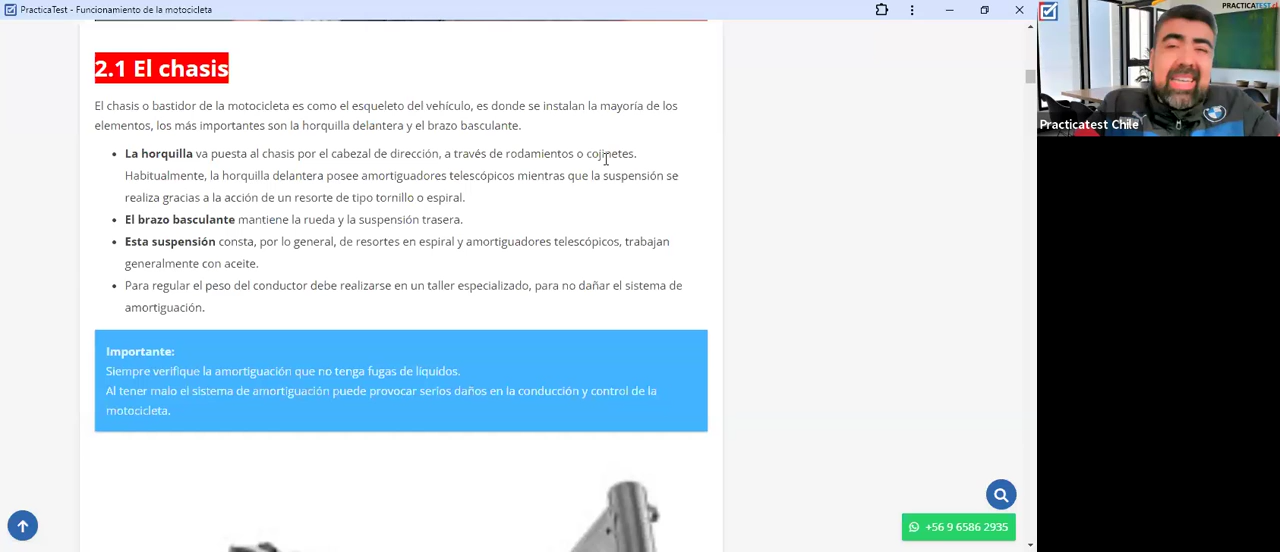 PracticaTest - Funcionamiento de la motocicleta
PRACTICATEST.cl
2.1 El chasis
El chasis o bastidor de la motocicleta es como el esqueleto del vehículo, es donde se instalan la mayoría de los
elementos, los más importantes son la horquilla delantera y el brazo basculante.
La horquilla va puesta al chasis por el cabezal de dirección, a través de rodamientos o cojinetes.
Habitualmente, la horquilla delantera posee amortiguadores telescópicos mientras que la suspensión se
realiza gracias a la acción de un resorte de tipo tornillo o espiral.
El brazo basculante mantiene la rueda y la suspensión trasera.
Esta suspensión consta, por lo general, de resortes en espiral y amortiguadores telescópicos, trabajan
generalmente con aceite.
Para regular el peso del conductor debe realizarse en un taller especializado, para no dañar el sistema de
amortiguación.
Importante:
Siempre verifique la amortiguación que no tenga fugas de líquidos.
Al tener malo el sistema de amortiguación puede provocar serios daños en la conducción y control de la
motocicleta.
Practicatest Chile
+56 9 6586 2935